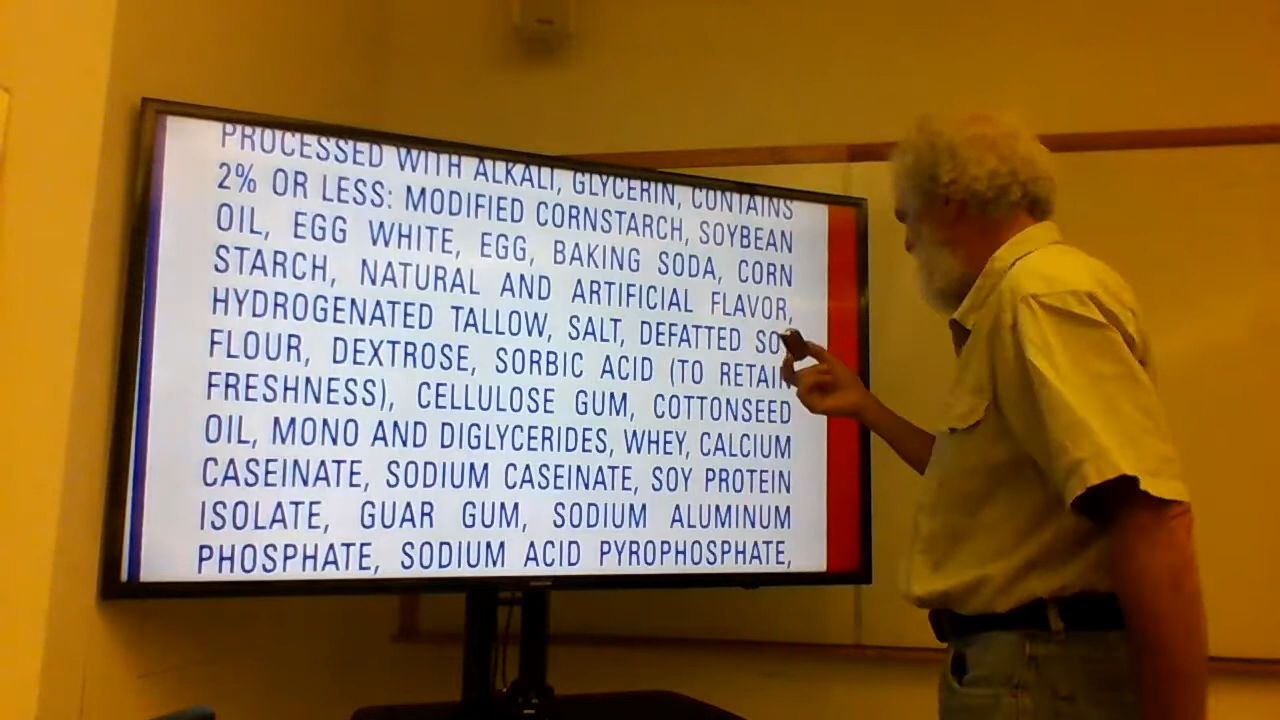 PROCESSED WITH ALKALI, GLYCERIN, CONTAINS
2% OR LESS: MODIFIED CORNSTARCH, SOYBEAN
OIL, EGG WHITE, EGG, BAKING SODA, CORN
STARCH, NATURAL AND ARTIFICIAL FLAVOR,
HYDROGENATED TALLOW, SALT, DEFATTED SO
FLOUR, DEXTROSE, SORBIC ACID (TO RETAIN
FRESHNESS), CELLULOSE GUM, COTTONSEED
OIL, MONO AND DIGLYCERIDES, WHEY, CALCIUM
CASEINATE, SODIUM CASEINATE, SOY PROTEIN
ISOLATE, GUAR GUM, SODIUM ALUMINUM
PHOSPHATE, SODIUM ACID PYROPHOSPHATE,